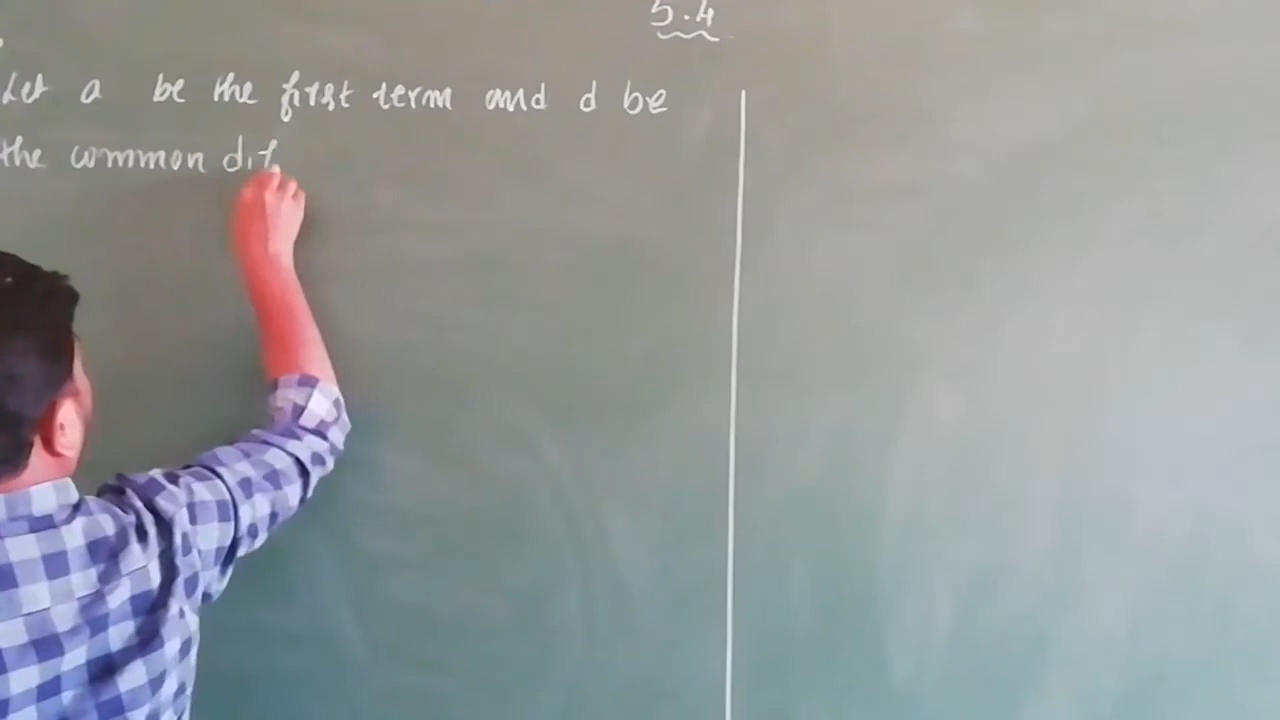 5.4
Let a be the first term and d be
the common dif